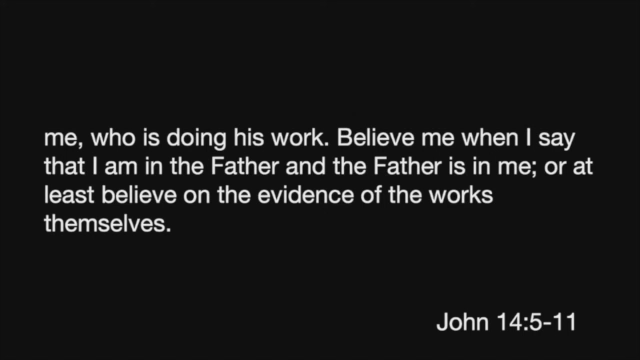 me, who is doing his work. Believe me when I say
that I am in the Father and the Father is in me; or at
least believe on the evidence of the works
themselves.
John 14:5-11